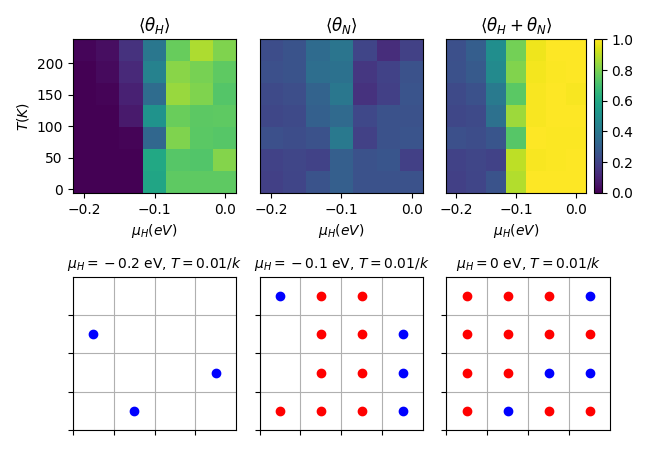 ⟨θ_H⟩ ⟨θ_N⟩ ⟨θ_H + θ_N⟩
T(K)
200
150
100
50
0
1.0
0.8
0.6
0.4
0.2
0.0
−0.2 −0.1 0.0 −0.2 −0.1 0.0 −0.2 −0.1 0.0
μ_H(eV) μ_H(eV) μ_H(eV)
μ_H = −0.2 eV, T = 0.01/k μ_H = −0.1 eV, T = 0.01/k μ_H = 0 eV, T = 0.01/k